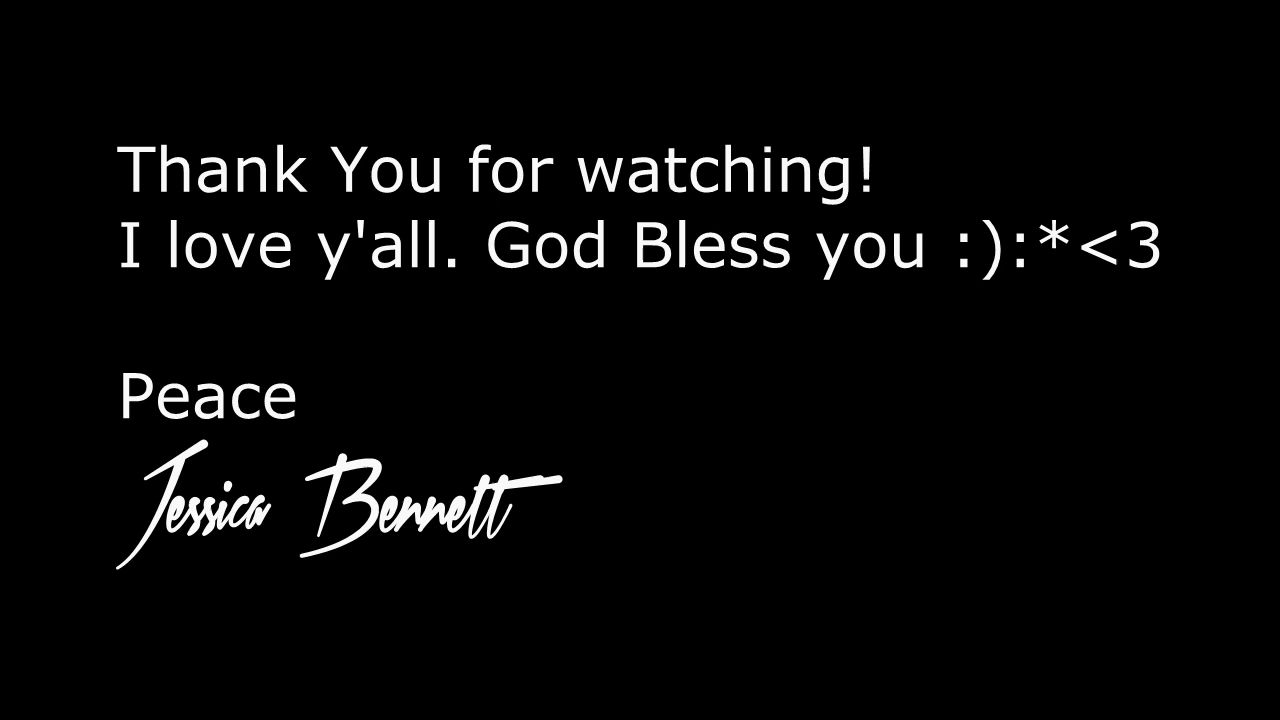 Thank You for watching!
I love y'all. God Bless you :):*<3
Peace
Jessica Bennett